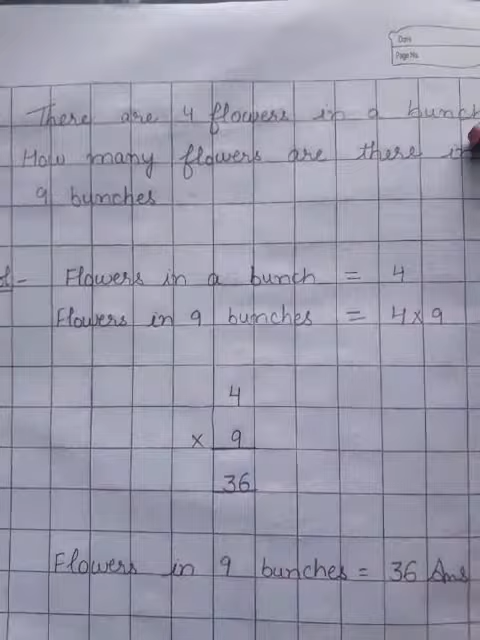 Date
Page No.
There are 4 flowers in a bunch
How many flowers are there in
9 bunches
Flowers in a bunch = 4
Flowers in 9 bunches = 4 x 9
4
x 9
36
Flowers in 9 bunches = 36 Ans